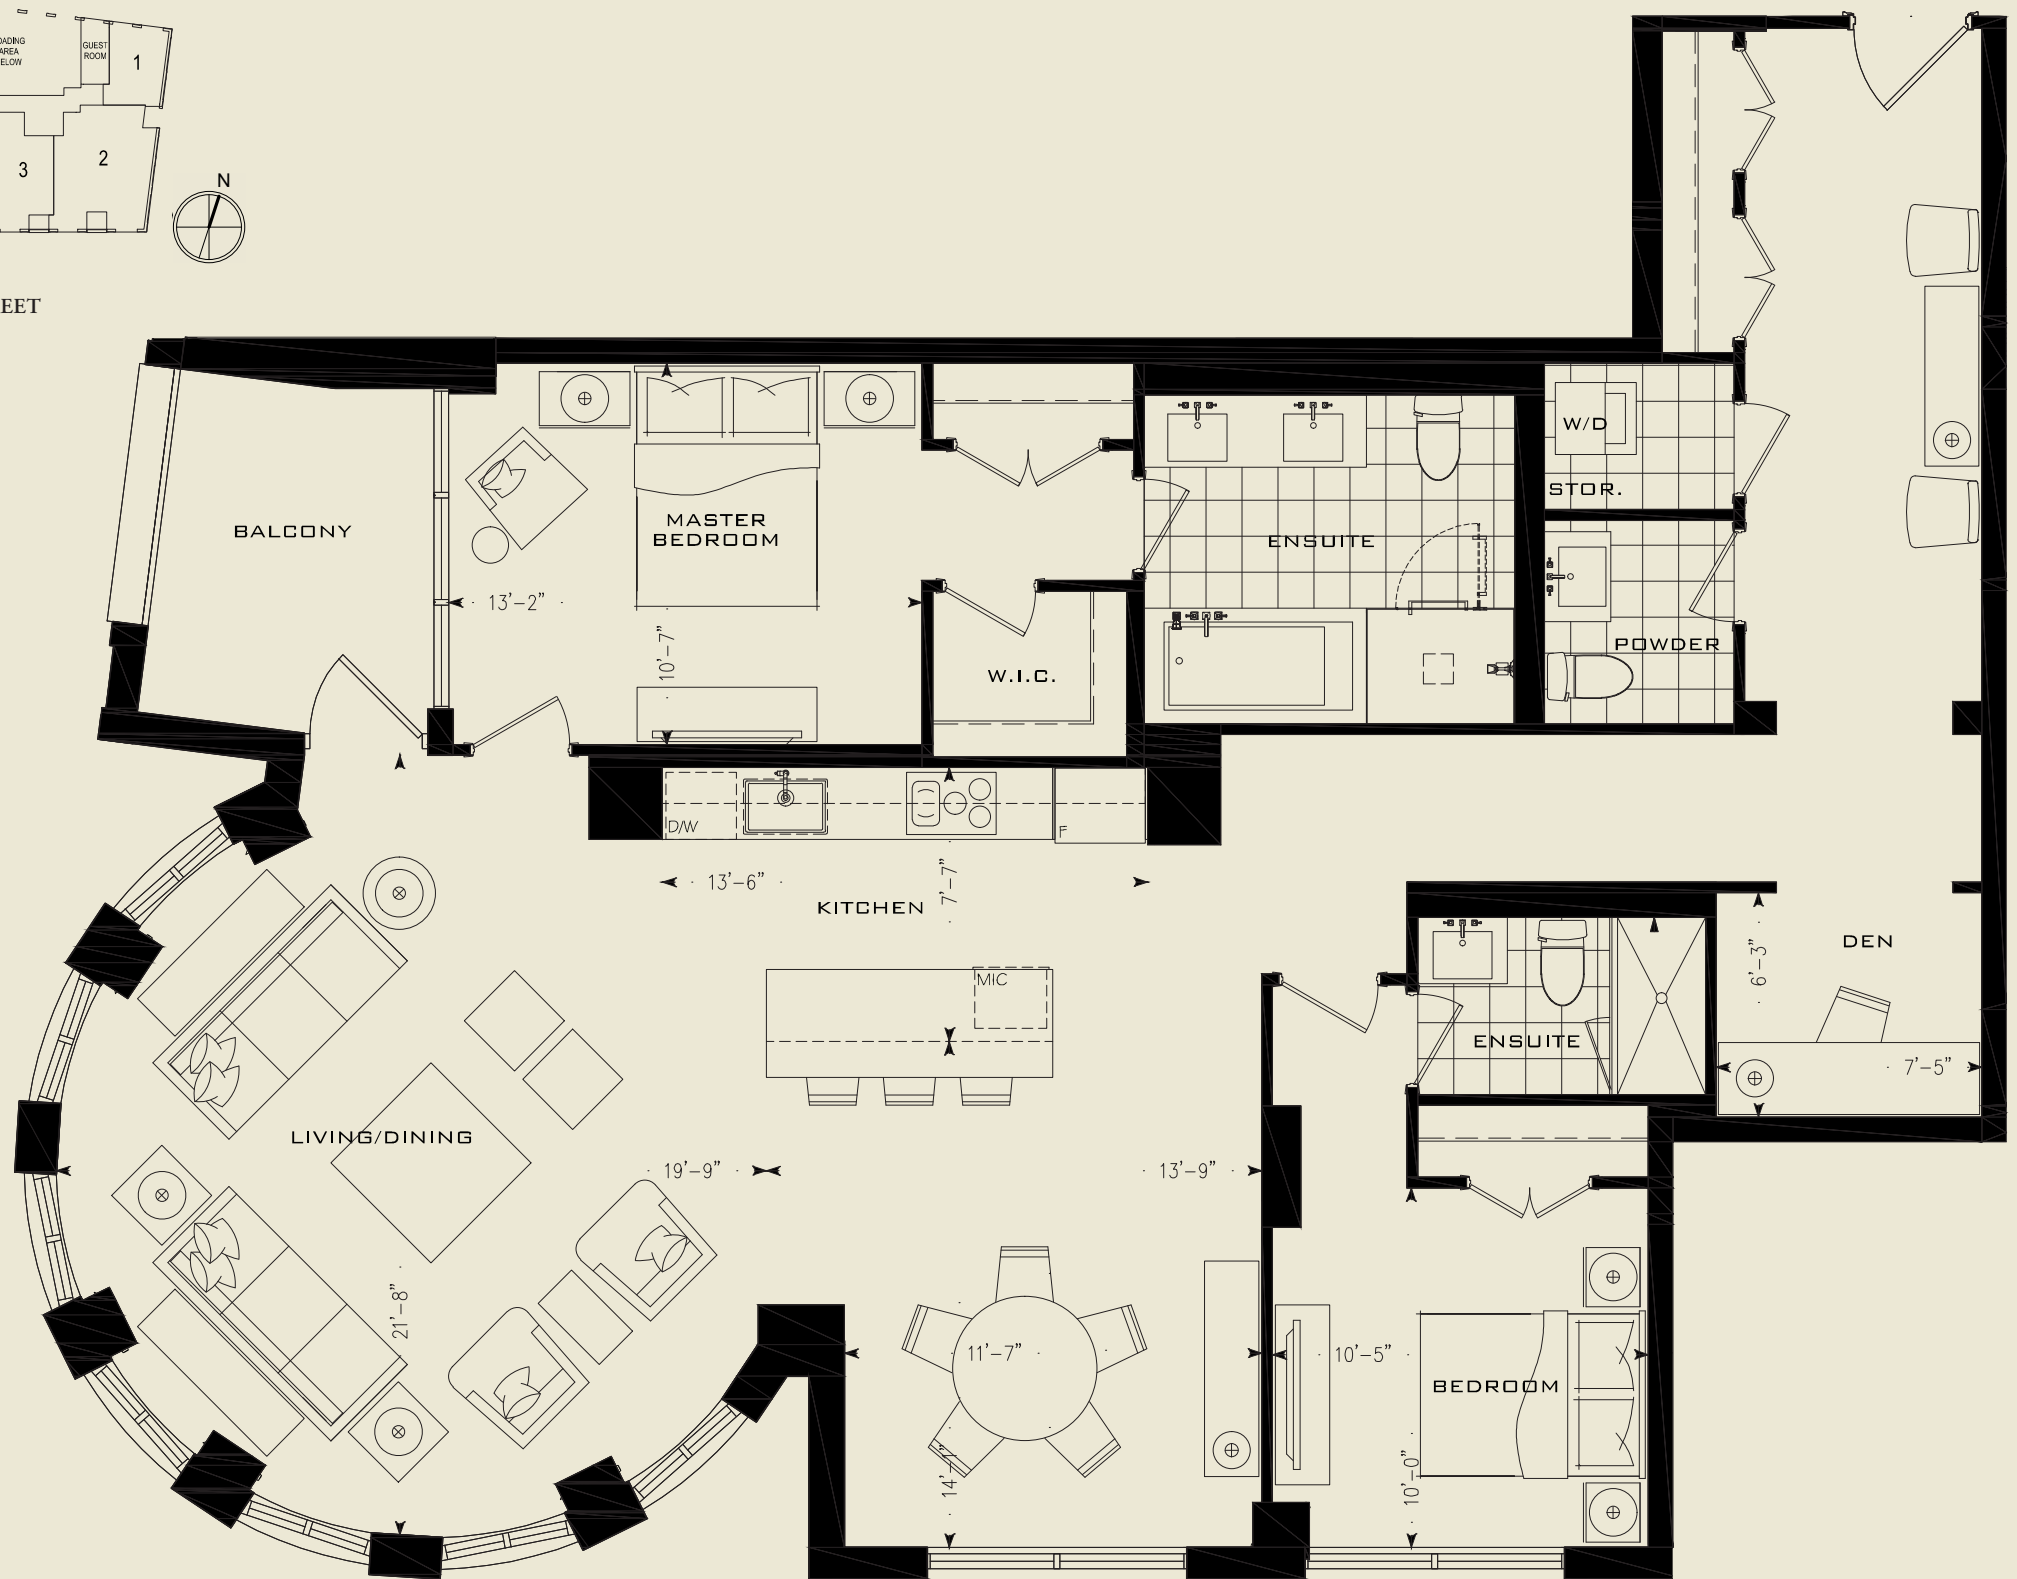 GUEST
ROOM
1
2
3
N
EET
BALCONY
MASTER
BEDROOM
13'-2"
10'-7"
W.I.C.
ENSUITE
W/D
STOR.
POWDER
D/W
F
13'-6"
7'-7"
KITCHEN
MIC
DEN
6'-3"
7'-5"
ENSUITE
LIVING/DINING
19'-9"
13'-9"
21'-8"
11'-7"
10'-5"
BEDROOM
10'-0"